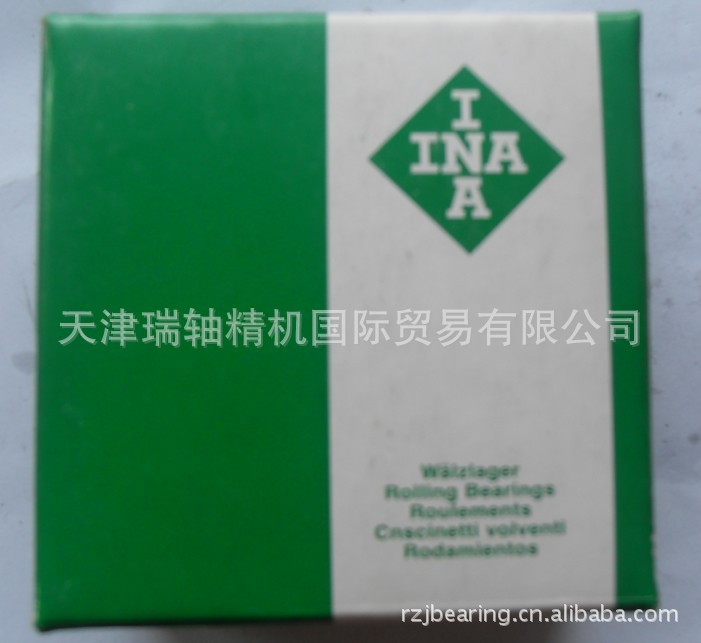 I
INA
A
天津瑞轴精机国际贸易有限公司
Wälzlager
Rolling Bearings
Roulements
Cnscinetti volventi
Rodamientos
rzjbearing.cn.alibaba.com